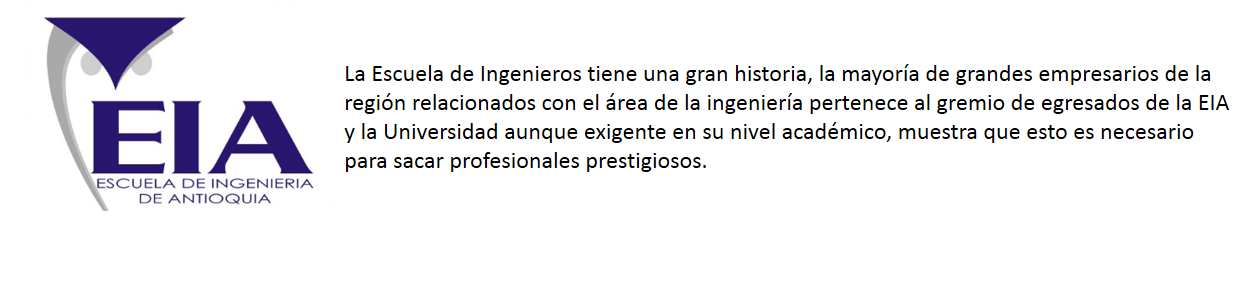 EIA
ESCUELA DE INGENIERIA
DE ANTIOQUIA
La Escuela de Ingenieros tiene una gran historia, la mayoría de grandes empresarios de la
región relacionados con el área de la ingeniería pertenece al gremio de egresados de la EIA
y la Universidad aunque exigente en su nivel académico, muestra que esto es necesario
para sacar profesionales prestigiosos.